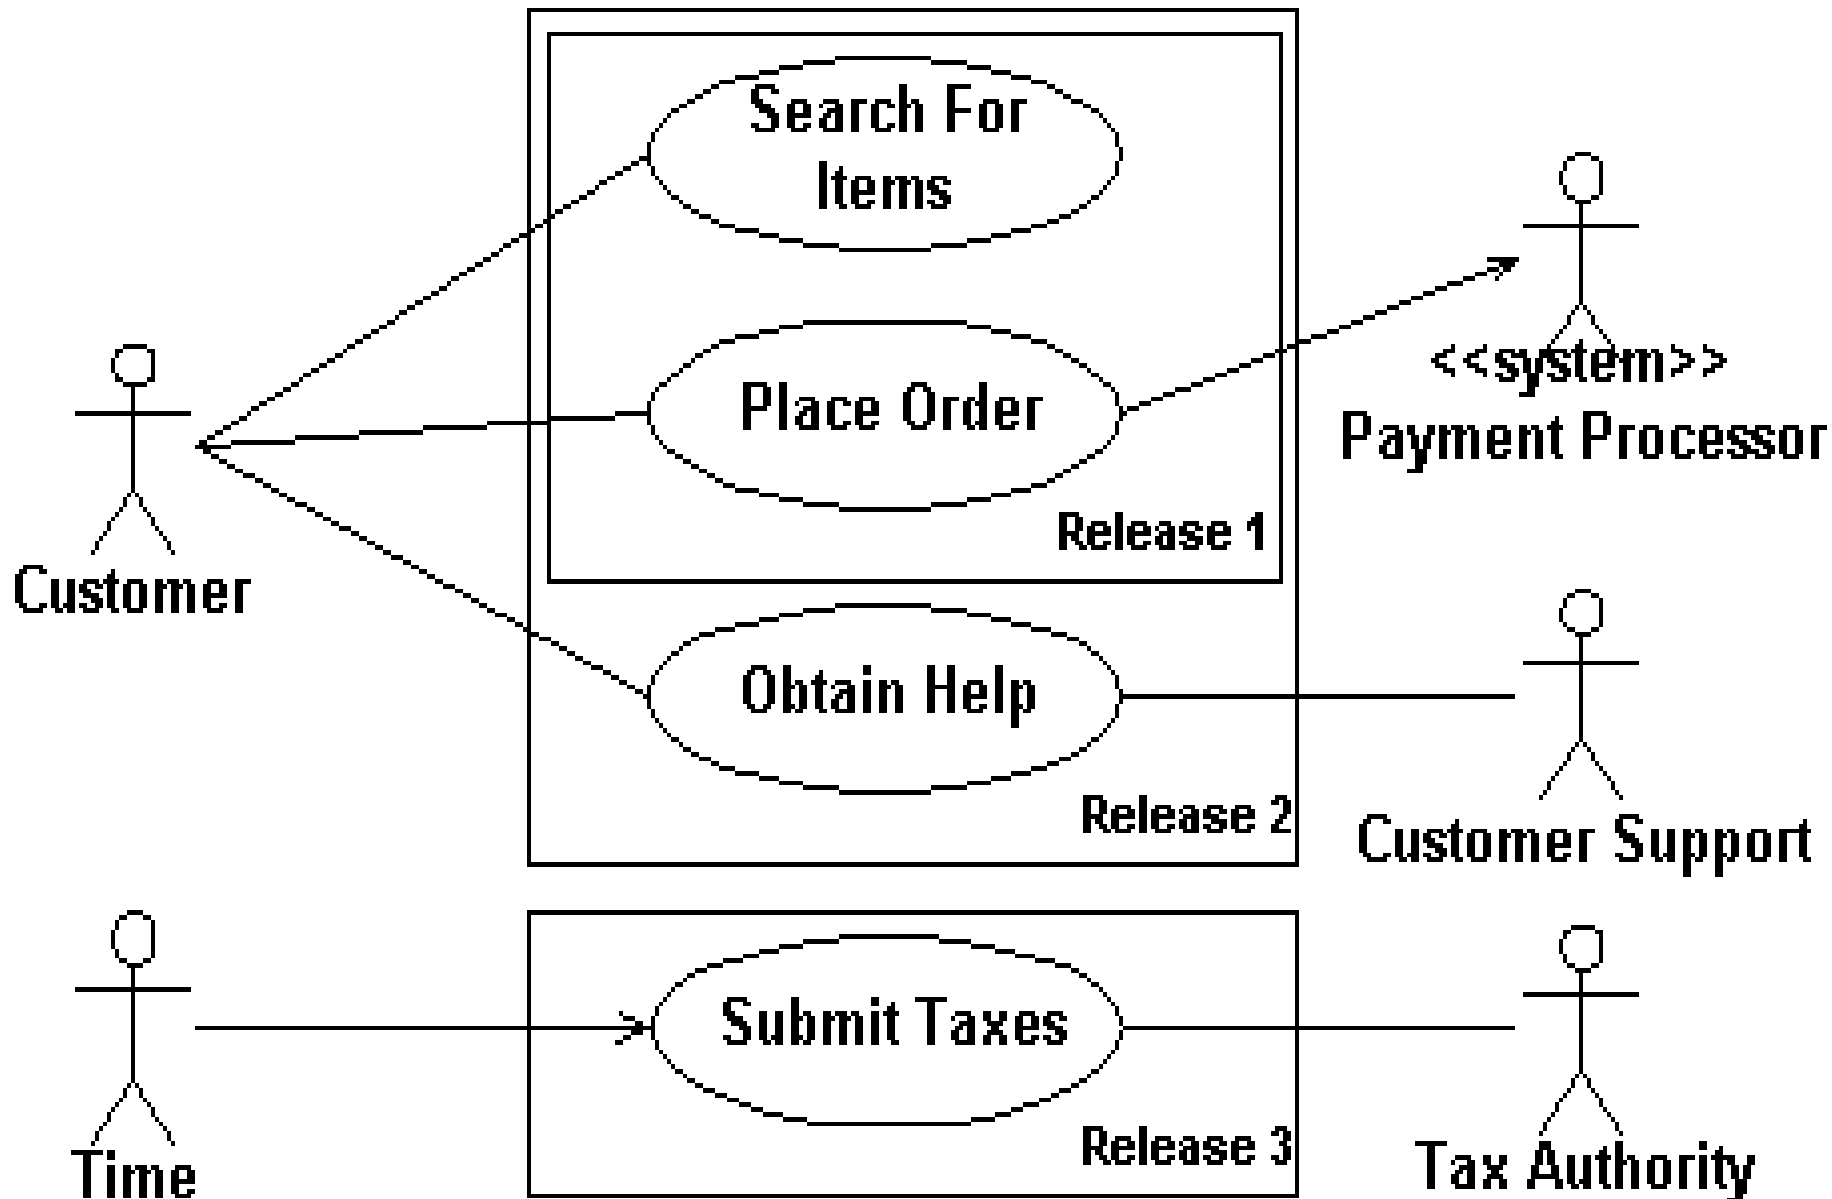 Search For
Items
<<system>>
Payment Processor
Place Order
Release 1
Customer
Obtain Help
Release 2
Customer Support
Submit Taxes
Release 3
Time
Tax Authority